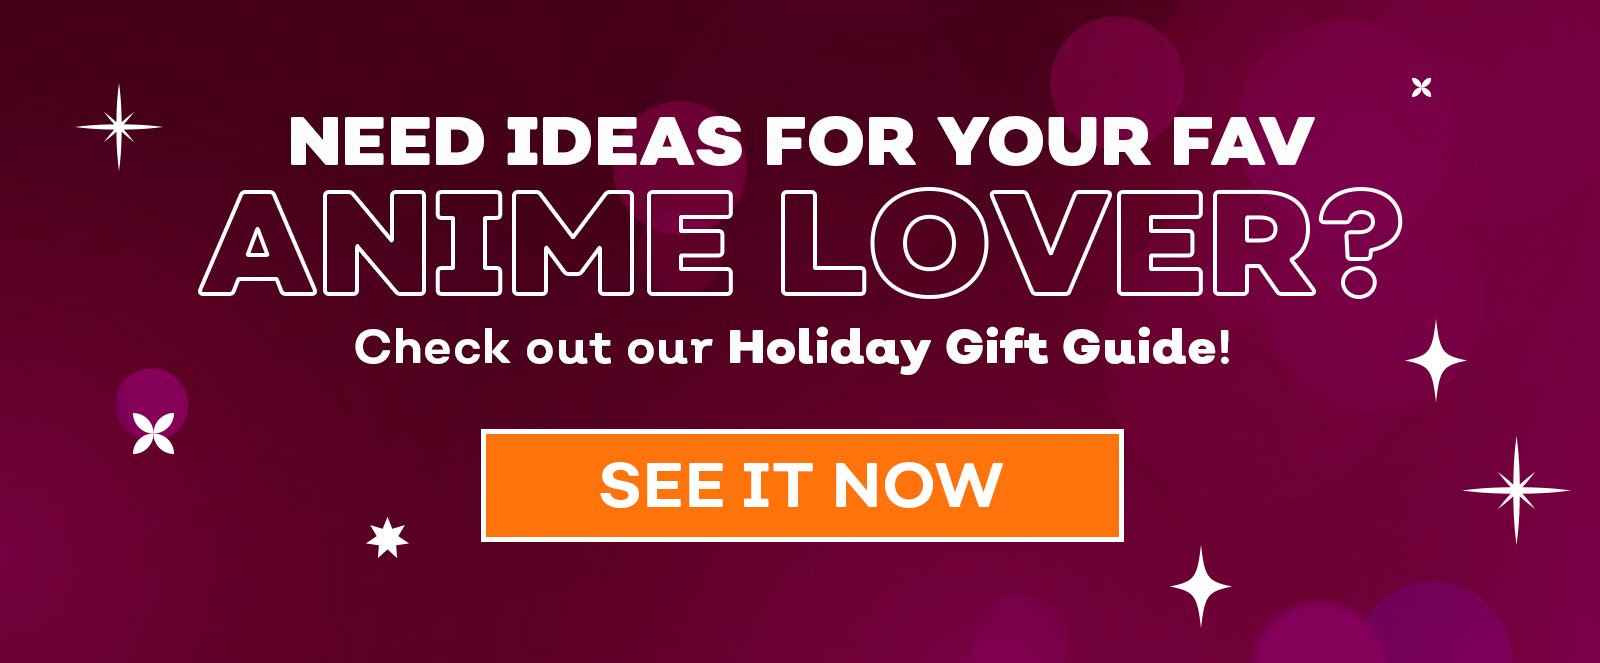 NEED IDEAS FOR YOUR FAV
ANIME LOVER?
Check out our Holiday Gift Guide!
SEE IT NOW